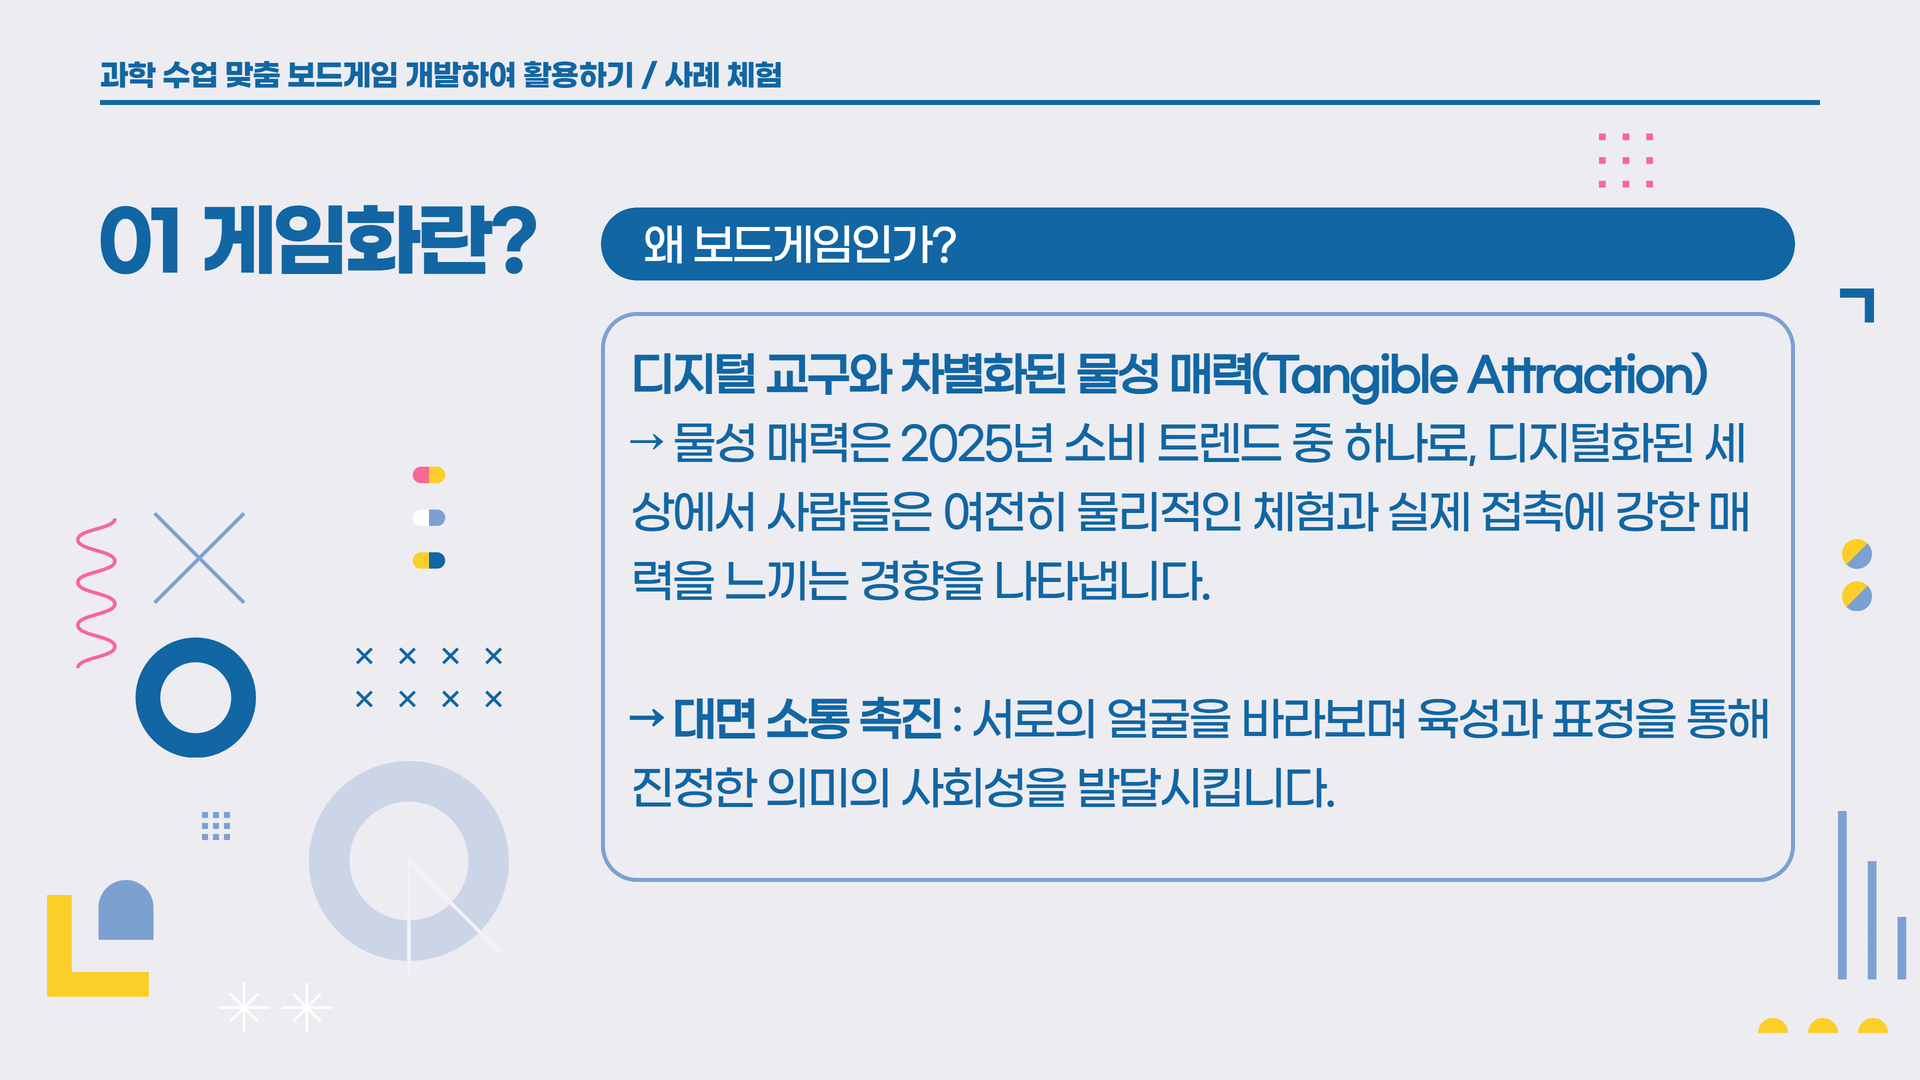 과학 수업 맞춤 보드게임 개발하여 활용하기 / 사례 체험
01 게임화란?
왜 보드게임인가?
디지털 교구와 차별화된 물성 매력(Tangible Attraction)
→ 물성 매력은 2025년 소비 트렌드 중 하나로, 디지털화된 세
상에서 사람들은 여전히 물리적인 체험과 실제 접촉에 강한 매
력을 느끼는 경향을 나타냅니다.
→ 대면 소통 촉진 : 서로의 얼굴을 바라보며 육성과 표정을 통해
진정한 의미의 사회성을 발달시킵니다.